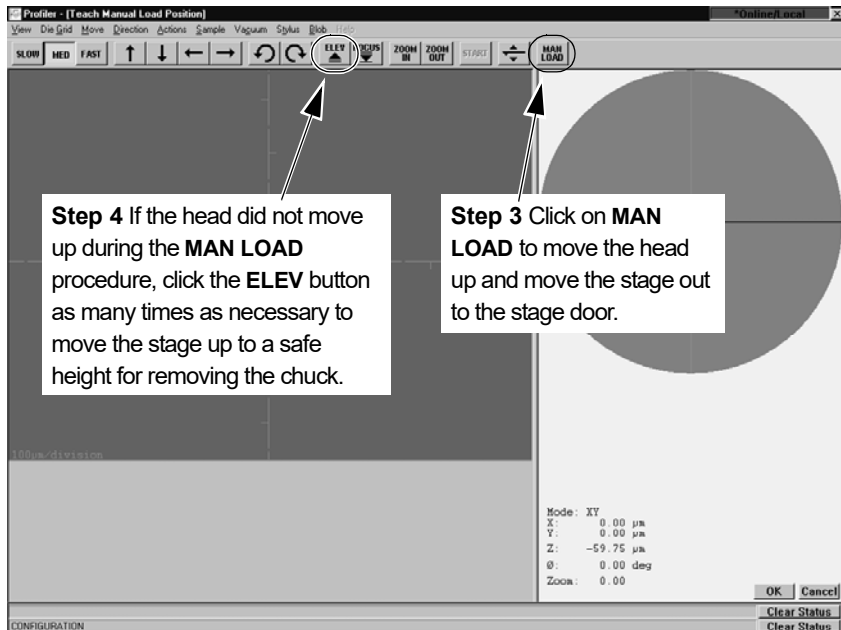 Profiler - [Teach Manual Load Position]
*Online/Local
View Die Grid Move Direction Actions Sample Vacuum Stylus Blob Help
SLOW MED FAST ELEV FOCUS ZOOM IN ZOOM OUT START MAN LOAD
Step 4 If the head did not move
up during the MAN LOAD
procedure, click the ELEV button
as many times as necessary to
move the stage up to a safe
height for removing the chuck.
Step 3 Click on MAN
LOAD to move the head
up and move the stage out
to the stage door.
100µm/division
Mode: XY
X: 0.00 µm
Y: 0.00 µm
Z: -59.75 µm
Ø: 0.00 deg
Zoom: 0.00
OK Cancel
Clear Status
CONFIGURATION Clear Status